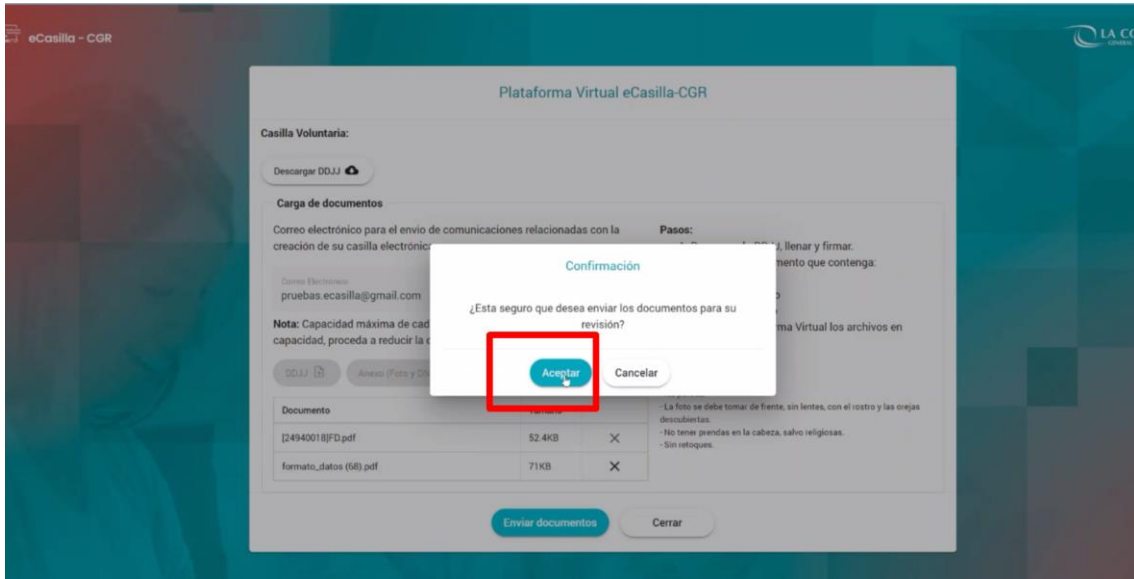 eCasilla - CGR
LA CO
Plataforma Virtual eCasilla-CGR
Casilla Voluntaria:
Descargar DDJJ
Carga de documentos
Correo electrónico para el envio de comunicaciones relacionadas con la
creación de su casilla electrónic
Correo Electrónico
pruebas.ecasilla@gmail.com
Nota: Capacidad máxima de cad
capacidad, proceda a reducir la
DDJJ
Anexo (Foto y
Documento
[24940018]FD.pdf 52.4KB
formato_datos (68).pdf 71KB
Pasos:
, llenar y firmar.
mento que contenga:
ma Virtual los archivos en
- La foto se debe tomar de frente, sin lentes, con el rostro y las orejas
descubiertas.
- No tener prendas en la cabeza, salvo religiosas.
- Sin retoques.
Confirmación
¿Esta seguro que desea enviar los documentos para su
revisión?
Aceptar Cancelar
Enviar documentos Cerrar